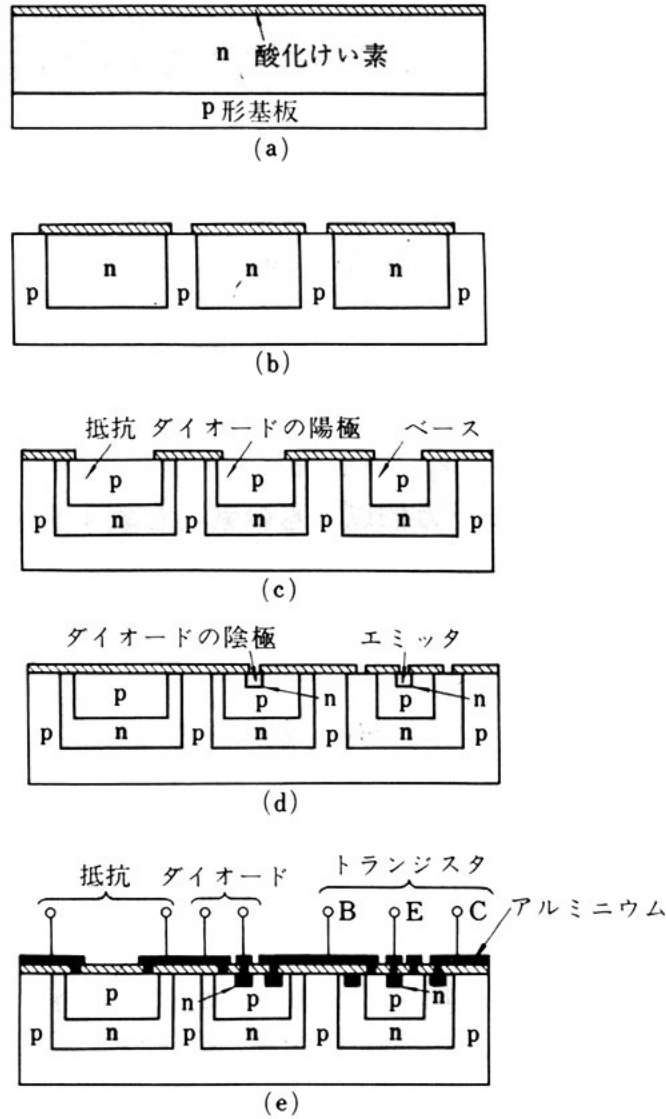 n 酸化けい素
p形基板
(a)
n n n
p p p p
(b)
抵抗 ダイオードの陽極 ベース
p p p
p n n p n p
(c)
ダイオードの陰極 エミッタ
p p n p n
p n n p n p
(d)
トランジスタ
抵抗 ダイオード
B E C アルミニウム
p n p p n
p n p n p n p
(e)